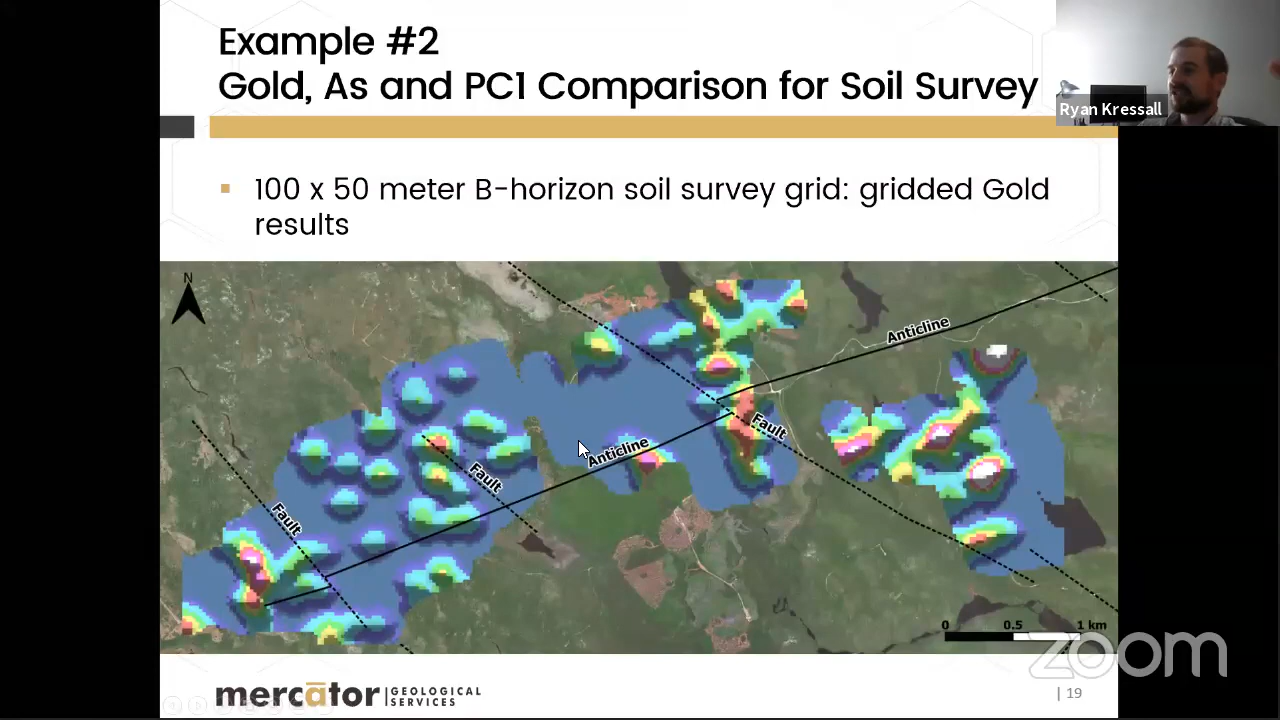 Example #2
Gold, As and PC1 Comparison for Soil Survey
Ryan Kressall
100 x 50 meter B-horizon soil survey grid: gridded Gold
results
N
Anticline
Fault
Anticline
Fault
Fault
0 0.5 1 km
zoom
mercator GEOLOGICAL
SERVICES
| 19